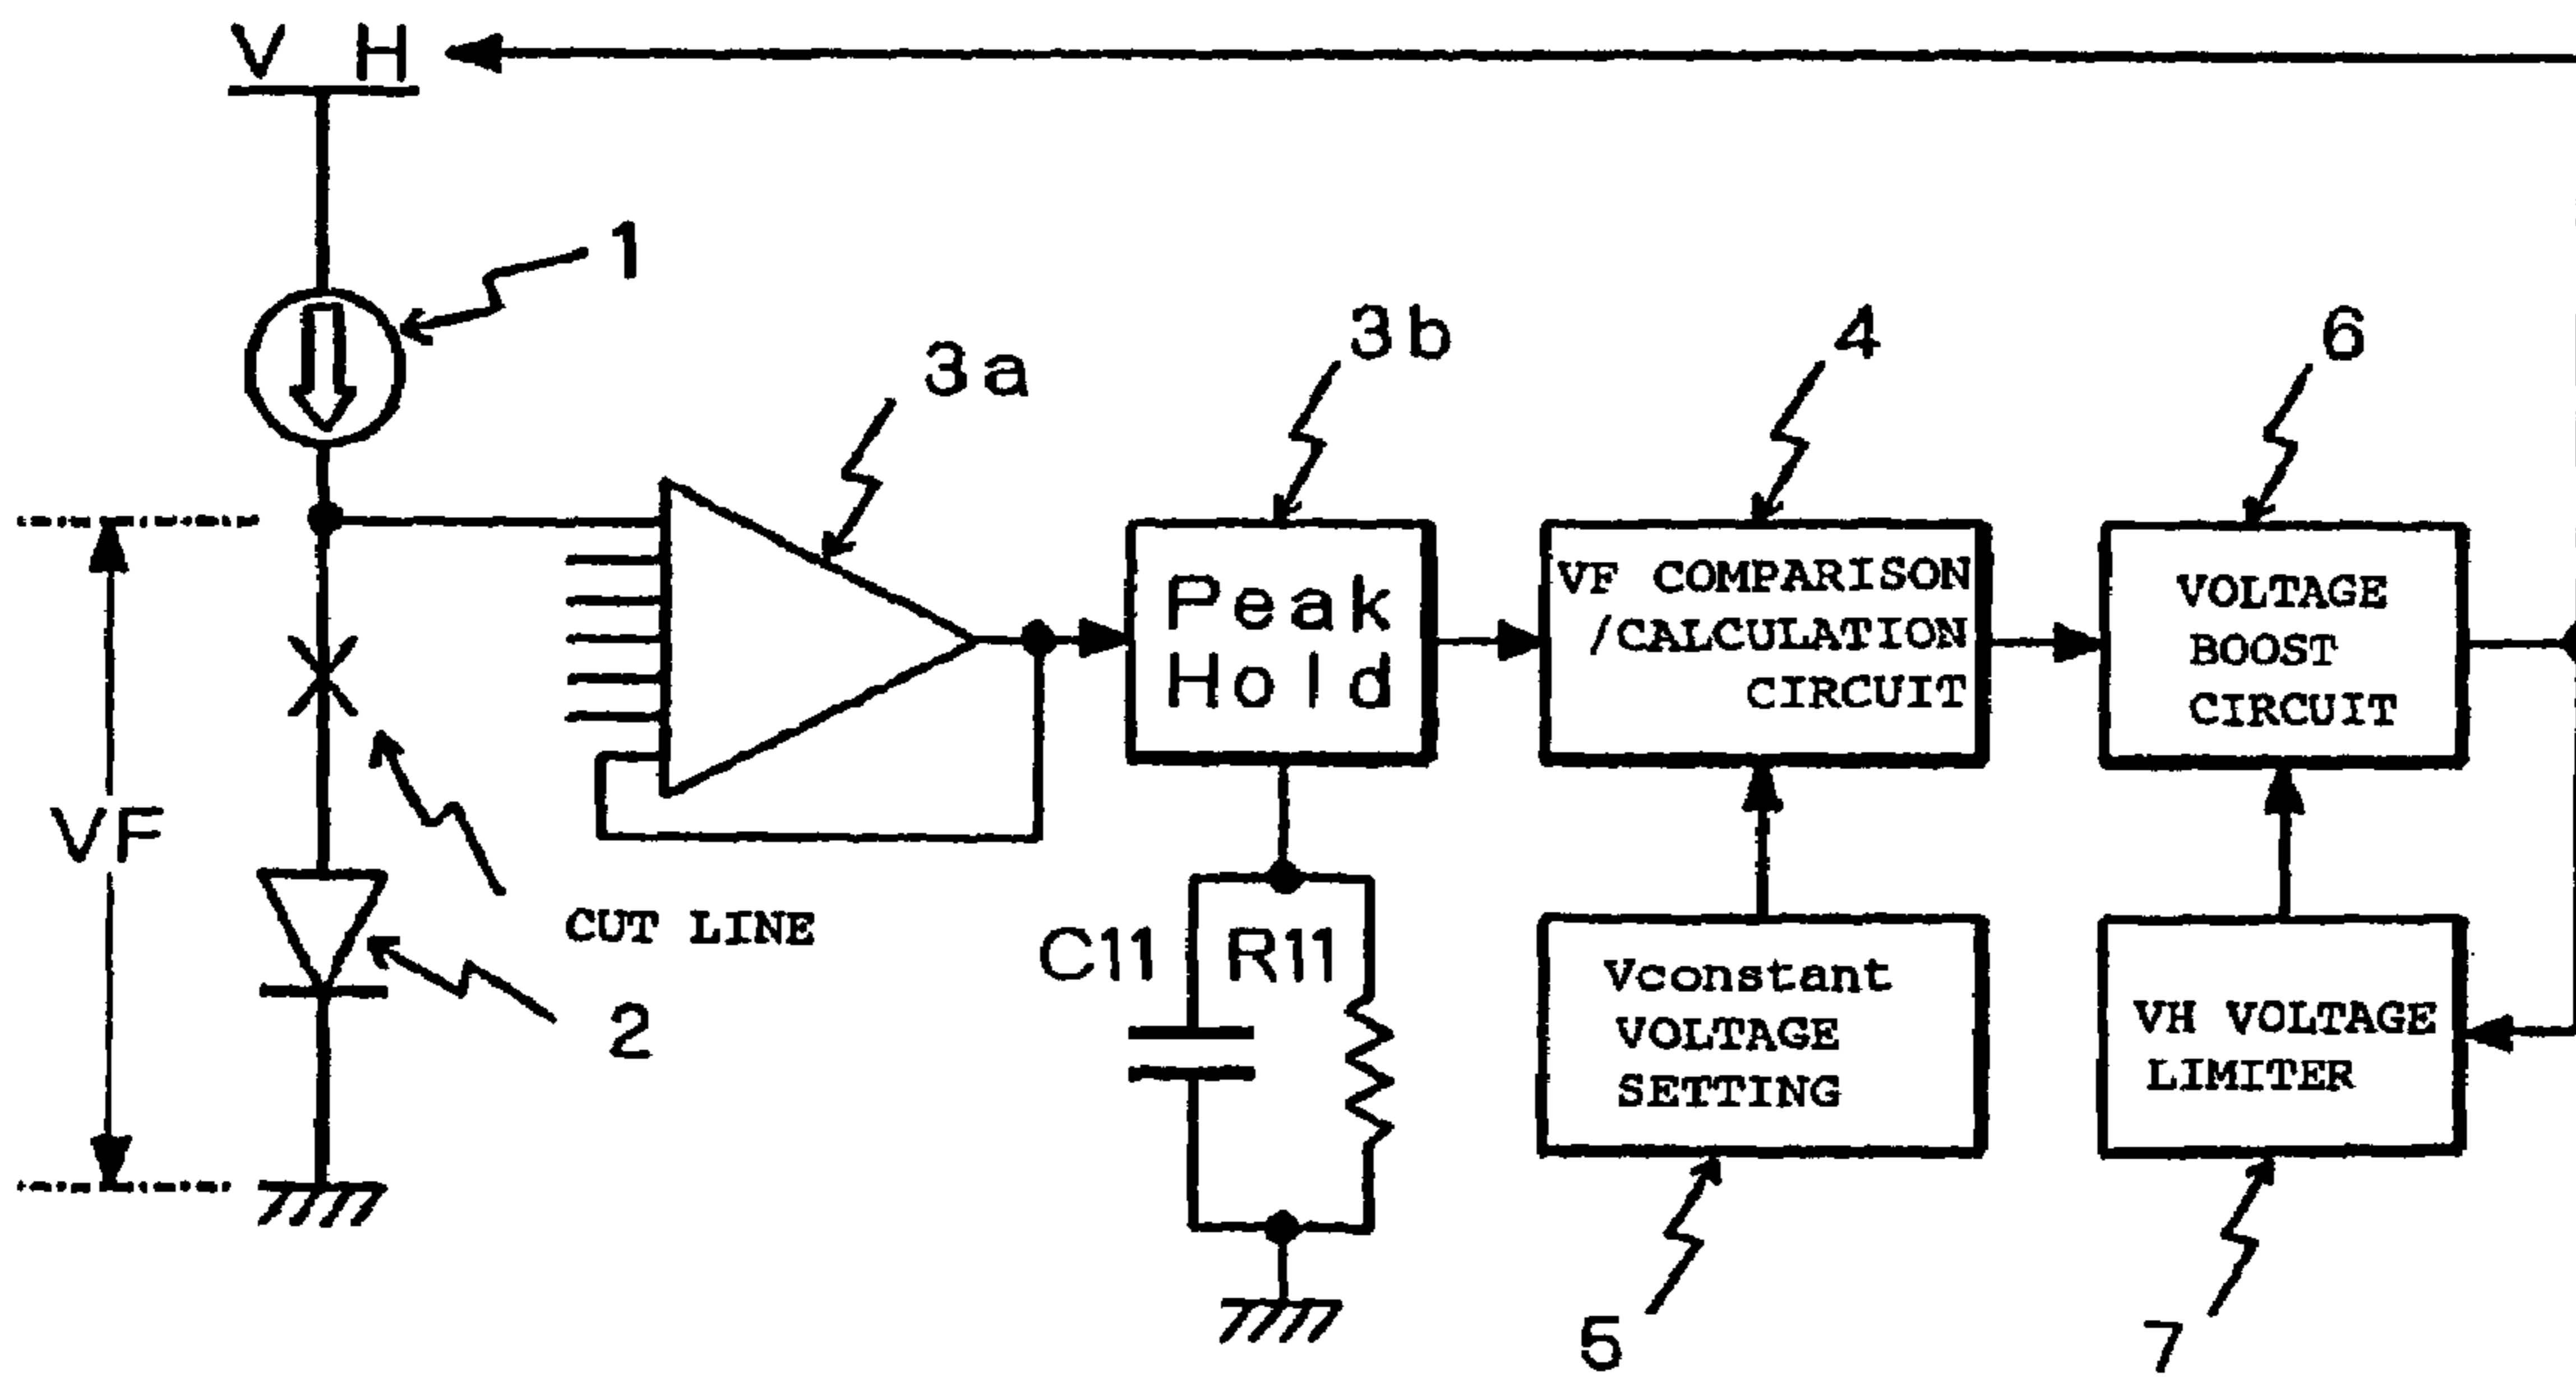 V H
1
3a
3b
4
6
Peak
Hold
VF COMPARISON
/CALCULATION
CIRCUIT
VOLTAGE
BOOST
CIRCUIT
VF
CUT LINE
2
C11
R11
Vconstant
VOLTAGE
SETTING
VH VOLTAGE
LIMITER
5
7